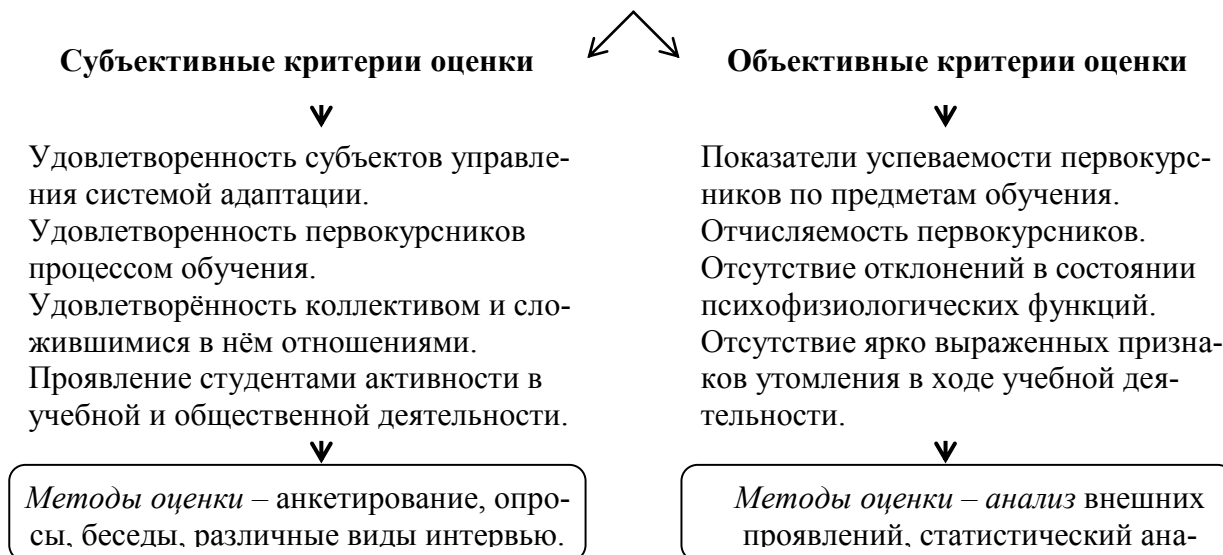 Субъективные критерии оценки
Удовлетворенность субъектов управле-
ния системой адаптации.
Удовлетворенность первокурсников
процессом обучения.
Удовлетворённость коллективом и сло-
жившимися в нём отношениями.
Проявление студентами активности в
учебной и общественной деятельности.
Методы оценки – анкетирование, опро-
сы, беседы, различные виды интервью.
Объективные критерии оценки
Показатели успеваемости первокурс-
ников по предметам обучения.
Отчисляемость первокурсников.
Отсутствие отклонений в состоянии
психофизиологических функций.
Отсутствие ярко выраженных призна-
ков утомления в ходе учебной дея-
тельности.
Методы оценки – анализ внешних
проявлений, статистический ана-